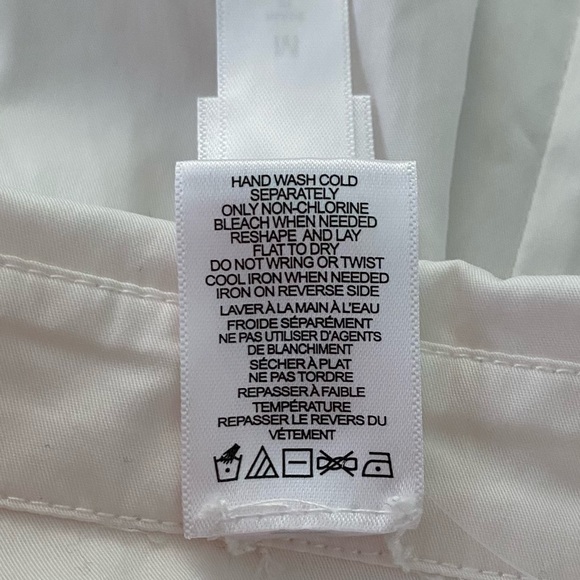 HAND WASH COLD
SEPARATELY
ONLY NON-CHLORINE
BLEACH WHEN NEEDED
RESHAPE AND LAY
FLAT TO DRY
DO NOT WRING OR TWIST
COOL IRON WHEN NEEDED
IRON ON REVERSE SIDE
LAVER À LA MAIN À L'EAU
FROIDE SÉPARÉMENT
NE PAS UTILISER D'AGENTS
DE BLANCHIMENT
SÉCHER À PLAT
NE PAS TORDRE
REPASSER À FAIBLE
TEMPÉRATURE
REPASSER LE REVERS DU
VÉTEMENT